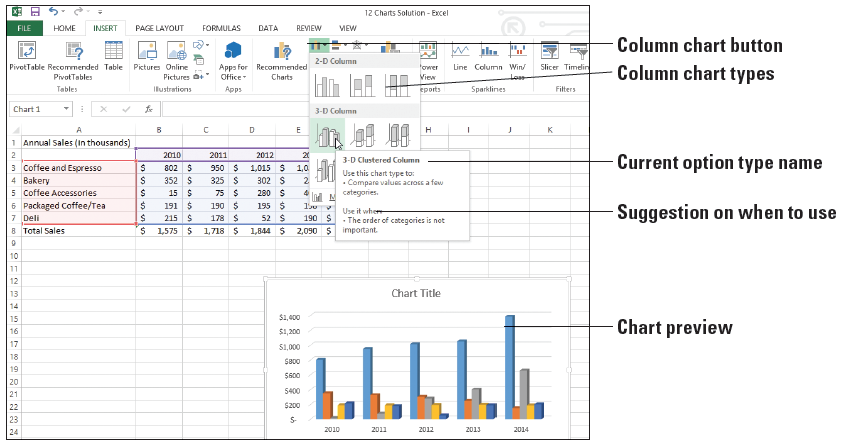 12 Charts Solution - Excel
FILE HOME INSERT PAGE LAYOUT FORMULAS DATA REVIEW VIEW
PivotTable Recommended PivotTables Table
Pictures Online Pictures
Apps for Office
Recommended Charts
Power View
Line Column Win/Loss
Slicer Timelin
Tables Illustrations Apps eports Sparklines Filters
2-D Column
3-D Column
3-D Clustered Column
Use this chart type to:
• Compare values across a few
categories.
Use it when:
• The order of categories is not
important.
Chart 1
A B C D E H I J K
1 Annual Sales (in thousands)
2 2010 2011 2012 20
3 Coffee and Espresso $ 802 $ 950 $ 1,015 $ 1,0
4 Bakery $ 352 $ 325 $ 302 $ 2
5 Coffee Accessories $ 15 $ 75 $ 280 $ 4
6 Packaged Coffee/Tea $ 191 $ 190 $ 195 $ 190 $
7 Deli $ 215 $ 178 $ 52 $ 190 $
8 Total Sales $ 1,575 $ 1,718 $ 1,844 $ 2,090 $
9
10
11
12
13
14
15
16
17
18
19
20
21
22
23
24
Chart Title
$1,400
$1,200
$1,000
$800
$600
$400
$200
$-
2010 2011 2012 2013 2014
Column chart button
Column chart types
Current option type name
Suggestion on when to use
Chart preview